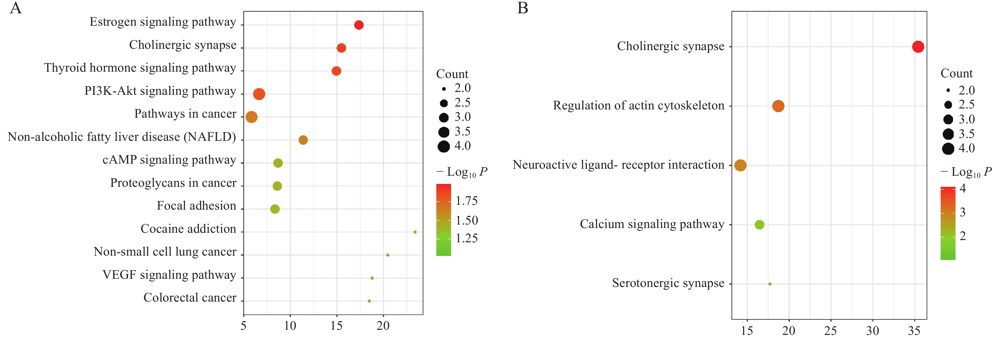 A
Estrogen signaling pathway
Cholinergic synapse
Thyroid hormone signaling pathway
PI3K-Akt signaling pathway
Pathways in cancer
Non-alcoholic fatty liver disease (NAFLD)
cAMP signaling pathway
Proteoglycans in cancer
Focal adhesion
Cocaine addiction
Non-small cell lung cancer
VEGF signaling pathway
Colorectal cancer
5 10 15 20
Count
2.0
2.5
3.0
3.5
4.0
− Log₁₀ P
1.75
1.50
1.25
B
Cholinergic synapse
Regulation of actin cytoskeleton
Neuroactive ligand- receptor interaction
Calcium signaling pathway
Serotonergic synapse
15 20 25 30 35
Count
2.0
2.5
3.0
3.5
4.0
− Log₁₀ P
4
3
2